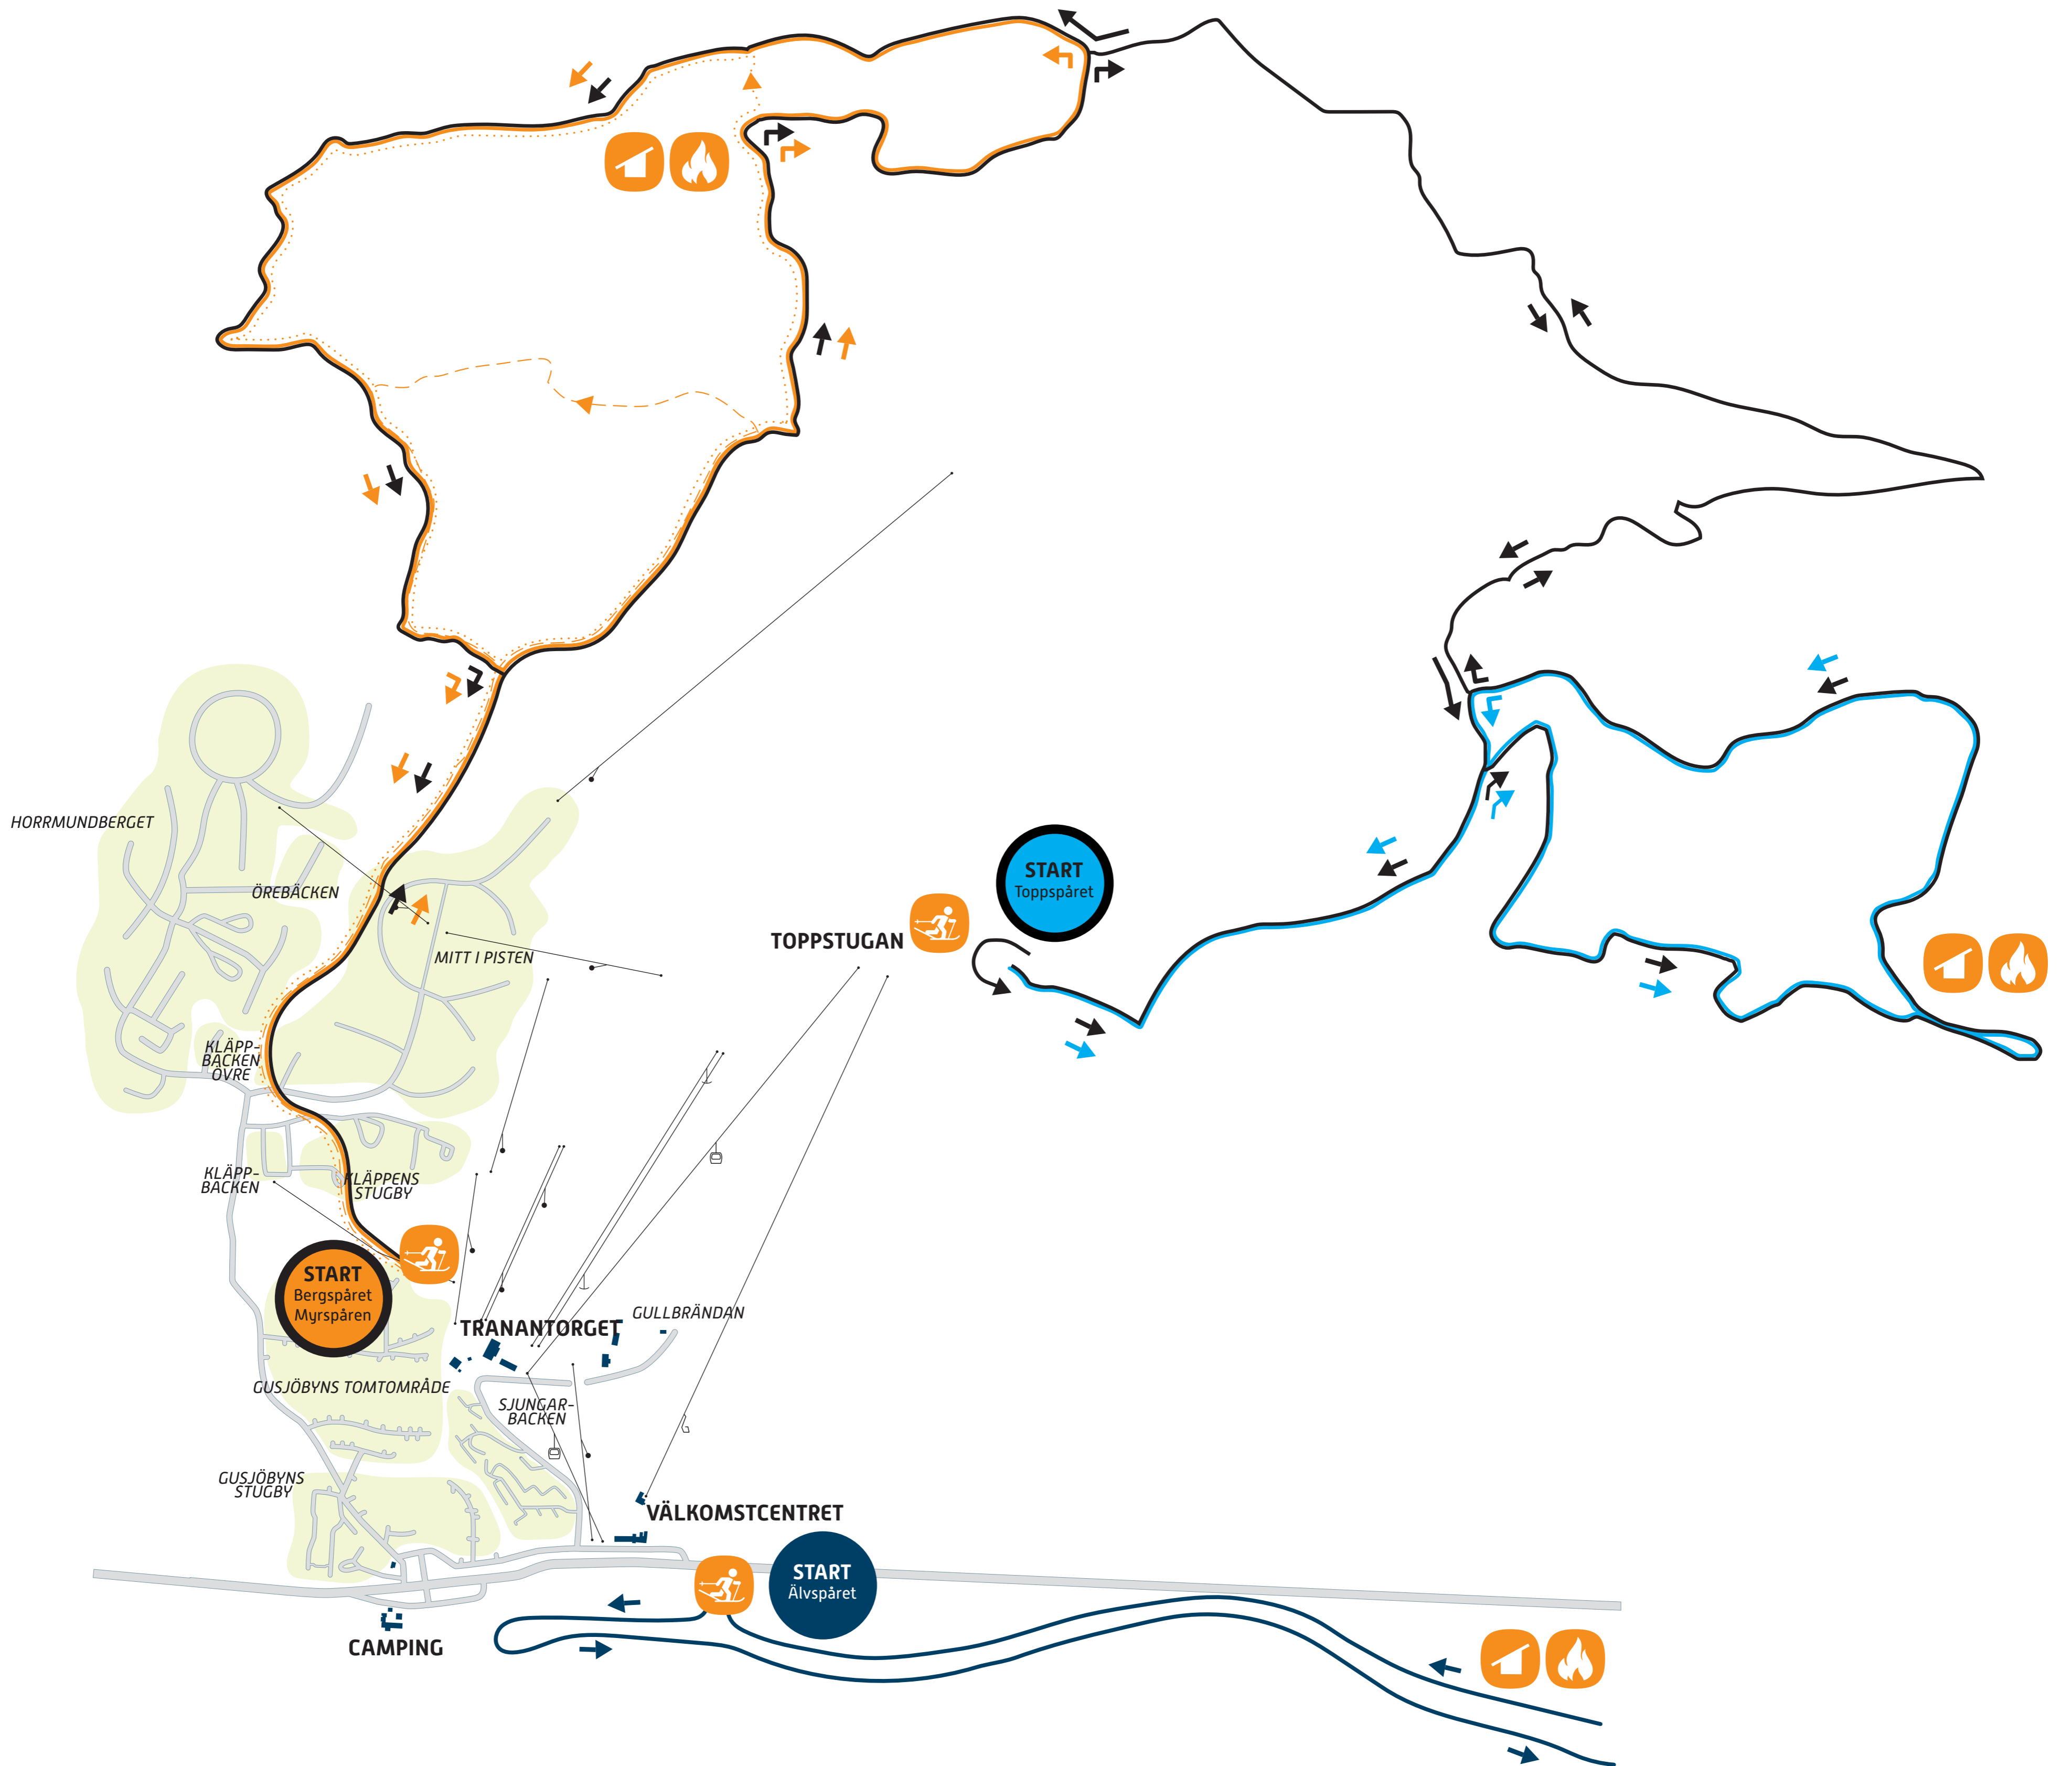 HORRMUNDBERGET
ÖREBÄCKEN
MITT I PISTEN
START
Toppspåret
TOPPSTUGAN
KLÄPP-
BACKEN
ÖVRE
KLÄPP-
BACKEN
KLÄPPENS
STUGBY
START
Bergspåret
Myrspåren
TRANANTORGET
GULLBRÄNDAN
GUSJÖBYNS TOMTOMRÅDE
SJUNGAR-
BACKEN
GUSJÖBYNS
STUGBY
VÄLKOMSTCENTRET
START
Älvspåret
CAMPING